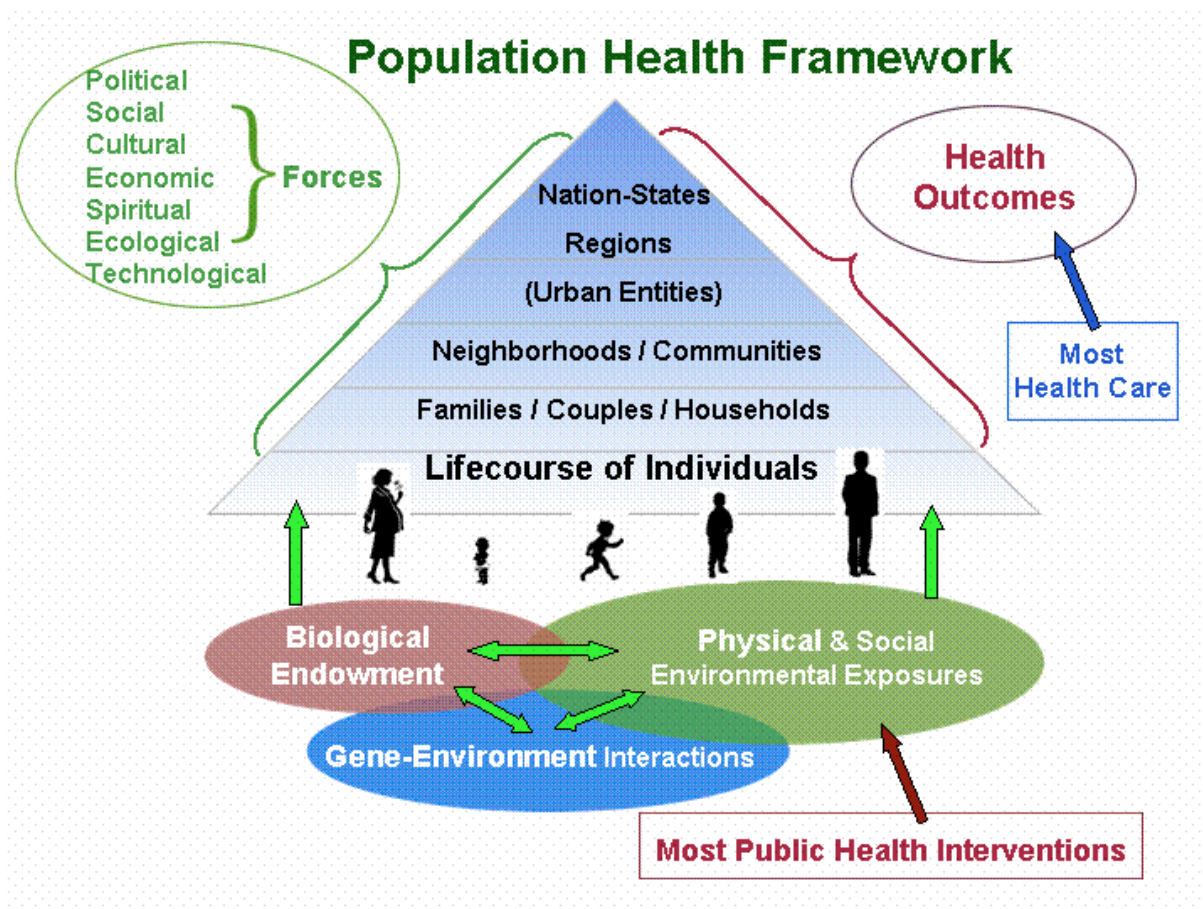 Population Health Framework
Political
Social
Cultural
Economic
Spiritual
Ecological
Technological
Forces
Health
Outcomes
Most
Health Care
Nation-States
Regions
(Urban Entities)
Neighborhoods / Communities
Families / Couples / Households
Lifecourse of Individuals
Biological
Endowment
Physical & Social
Environmental Exposures
Gene-Environment Interactions
Most Public Health Interventions